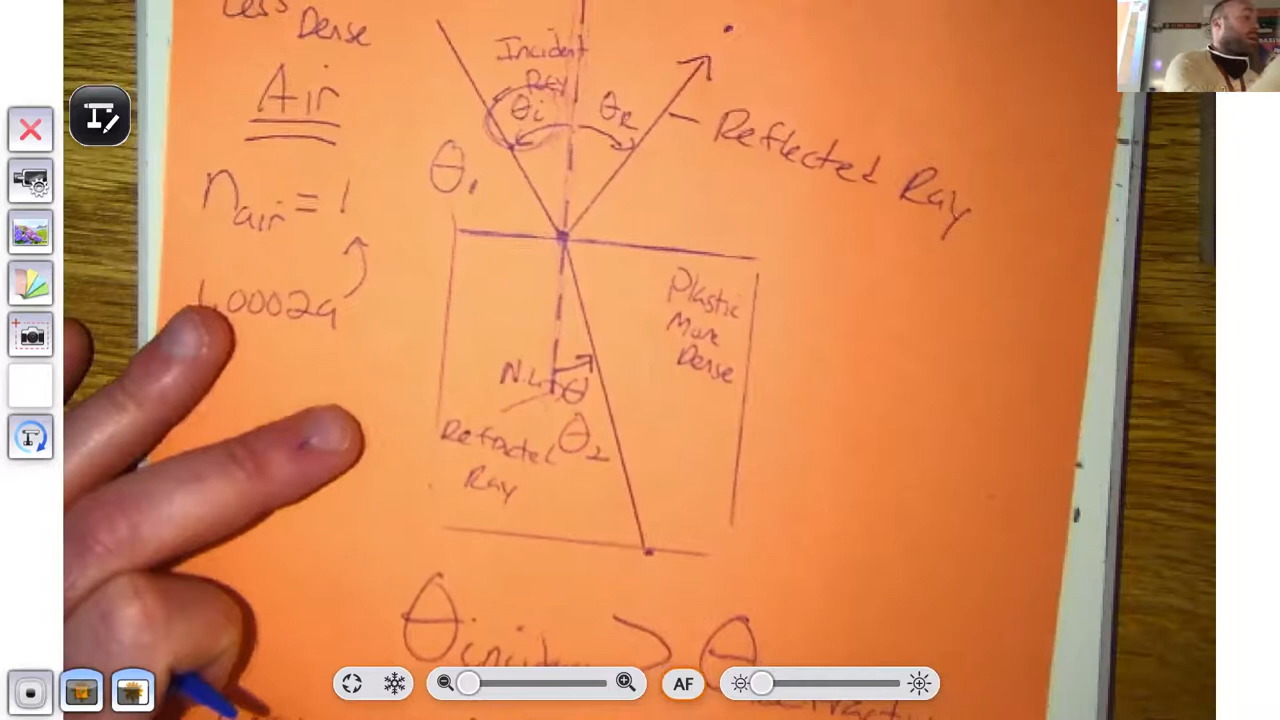 Less
Dense
Air
n air = 1
1.00029
Incident
Ray
θi
θR
Reflected Ray
θ1
Plastic
More
Dense
N.L.
θ
θ2
Ray
θ
> θ
AF